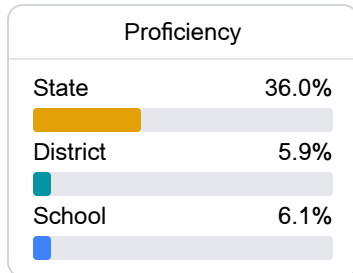 Proficiency
State 36.0%
District 5.9%
School 6.1%